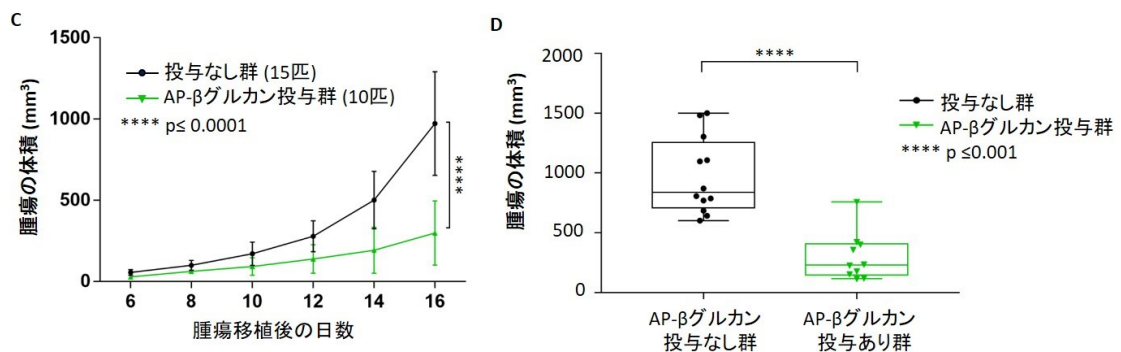 C
1500
1000
500
0
腫瘍の体積 (mm³)
投与なし群 (15匹)
AP-βグルカン投与群 (10匹)
**** p≤ 0.0001
****
6 8 10 12 14 16
腫瘍移植後の日数
D
2000
1500
1000
500
0
腫瘍の体積 (mm³)
****
投与なし群
AP-βグルカン投与群
**** p ≤0.001
AP-βグルカン
投与なし群
AP-βグルカン
投与あり群